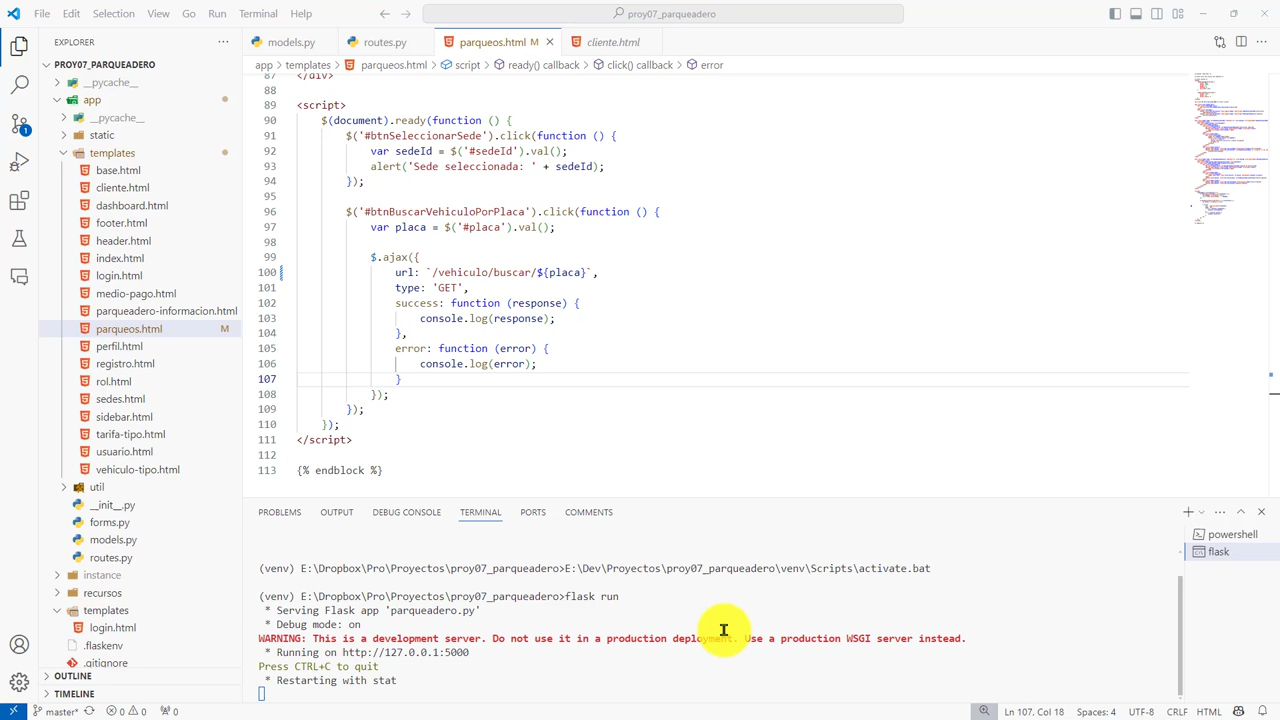 File Edit Selection View Go Run Terminal Help
proy07_parqueadero
EXPLORER
PROY07_PARQUEADERO
__pycache__
app
__pycache__
static
templates
base.html
cliente.html
dashboard.html
footer.html
header.html
index.html
login.html
medio-pago.html
parqueadero-informacion.html
parqueos.html M
perfil.html
registro.html
rol.html
sedes.html
sidebar.html
tarifa-tipo.html
usuario.html
vehiculo-tipo.html
util
__init__.py
forms.py
models.py
routes.py
instance
recursos
templates
login.html
.flaskenv
.gitignore
OUTLINE
TIMELINE
models.py routes.py parqueos.html M cliente.html
app > templates > parqueos.html > script > ready() callback > click() callback > error
87 </div>
88
89 <script>
90 $(document).ready(function () {
91 $('#btnSeleccionarSede').click(function () {
92 var sedeId = $('#sedeId').val();
93 alert('Sede seleccionada: ' + sedeId);
94 });
95
96 $('#btnBuscarVehiculoPorPlaca').click(function () {
97 var placa = $('#placa').val();
98
99 $.ajax({
100 url: `/vehiculo/buscar/${placa}`,
101 type: 'GET',
102 success: function (response) {
103 console.log(response);
104 },
105 error: function (error) {
106 console.log(error);
107 }
108 });
109 });
110 });
111 </script>
112
113 {% endblock %}
PROBLEMS OUTPUT DEBUG CONSOLE TERMINAL PORTS COMMENTS
powershell
flask
(venv) E:\Dropbox\Pro\Proyectos\proy07_parqueadero>E:\Dev\Proyectos\proy07_parqueadero\venv\Scripts\activate.bat
(venv) E:\Dropbox\Pro\Proyectos\proy07_parqueadero>flask run
* Serving Flask app 'parqueadero.py'
* Debug mode: on
WARNING: This is a development server. Do not use it in a production deployment. Use a production WSGI server instead.
* Running on http://127.0.0.1:5000
Press CTRL+C to quit
* Restarting with stat
master* 0 0 0 Ln 107, Col 18 Spaces: 4 UTF-8 CRLF HTML